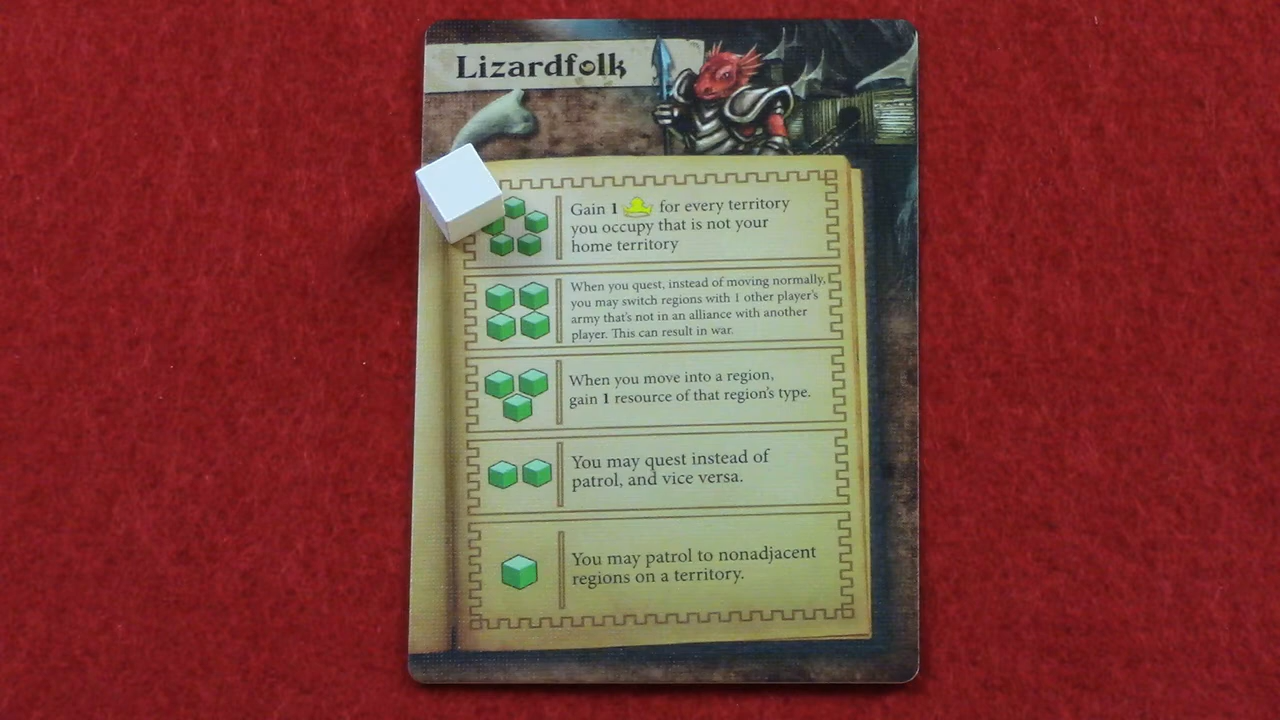 Lizardfolk
Gain 1 for every territory
you occupy that is not your
home territory
When you quest, instead of moving normally,
you may switch regions with 1 other player's
army that's not in an alliance with another
player. This can result in war.
When you move into a region,
gain 1 resource of that region's type.
You may quest instead of
patrol, and vice versa.
You may patrol to nonadjacent
regions on a territory.